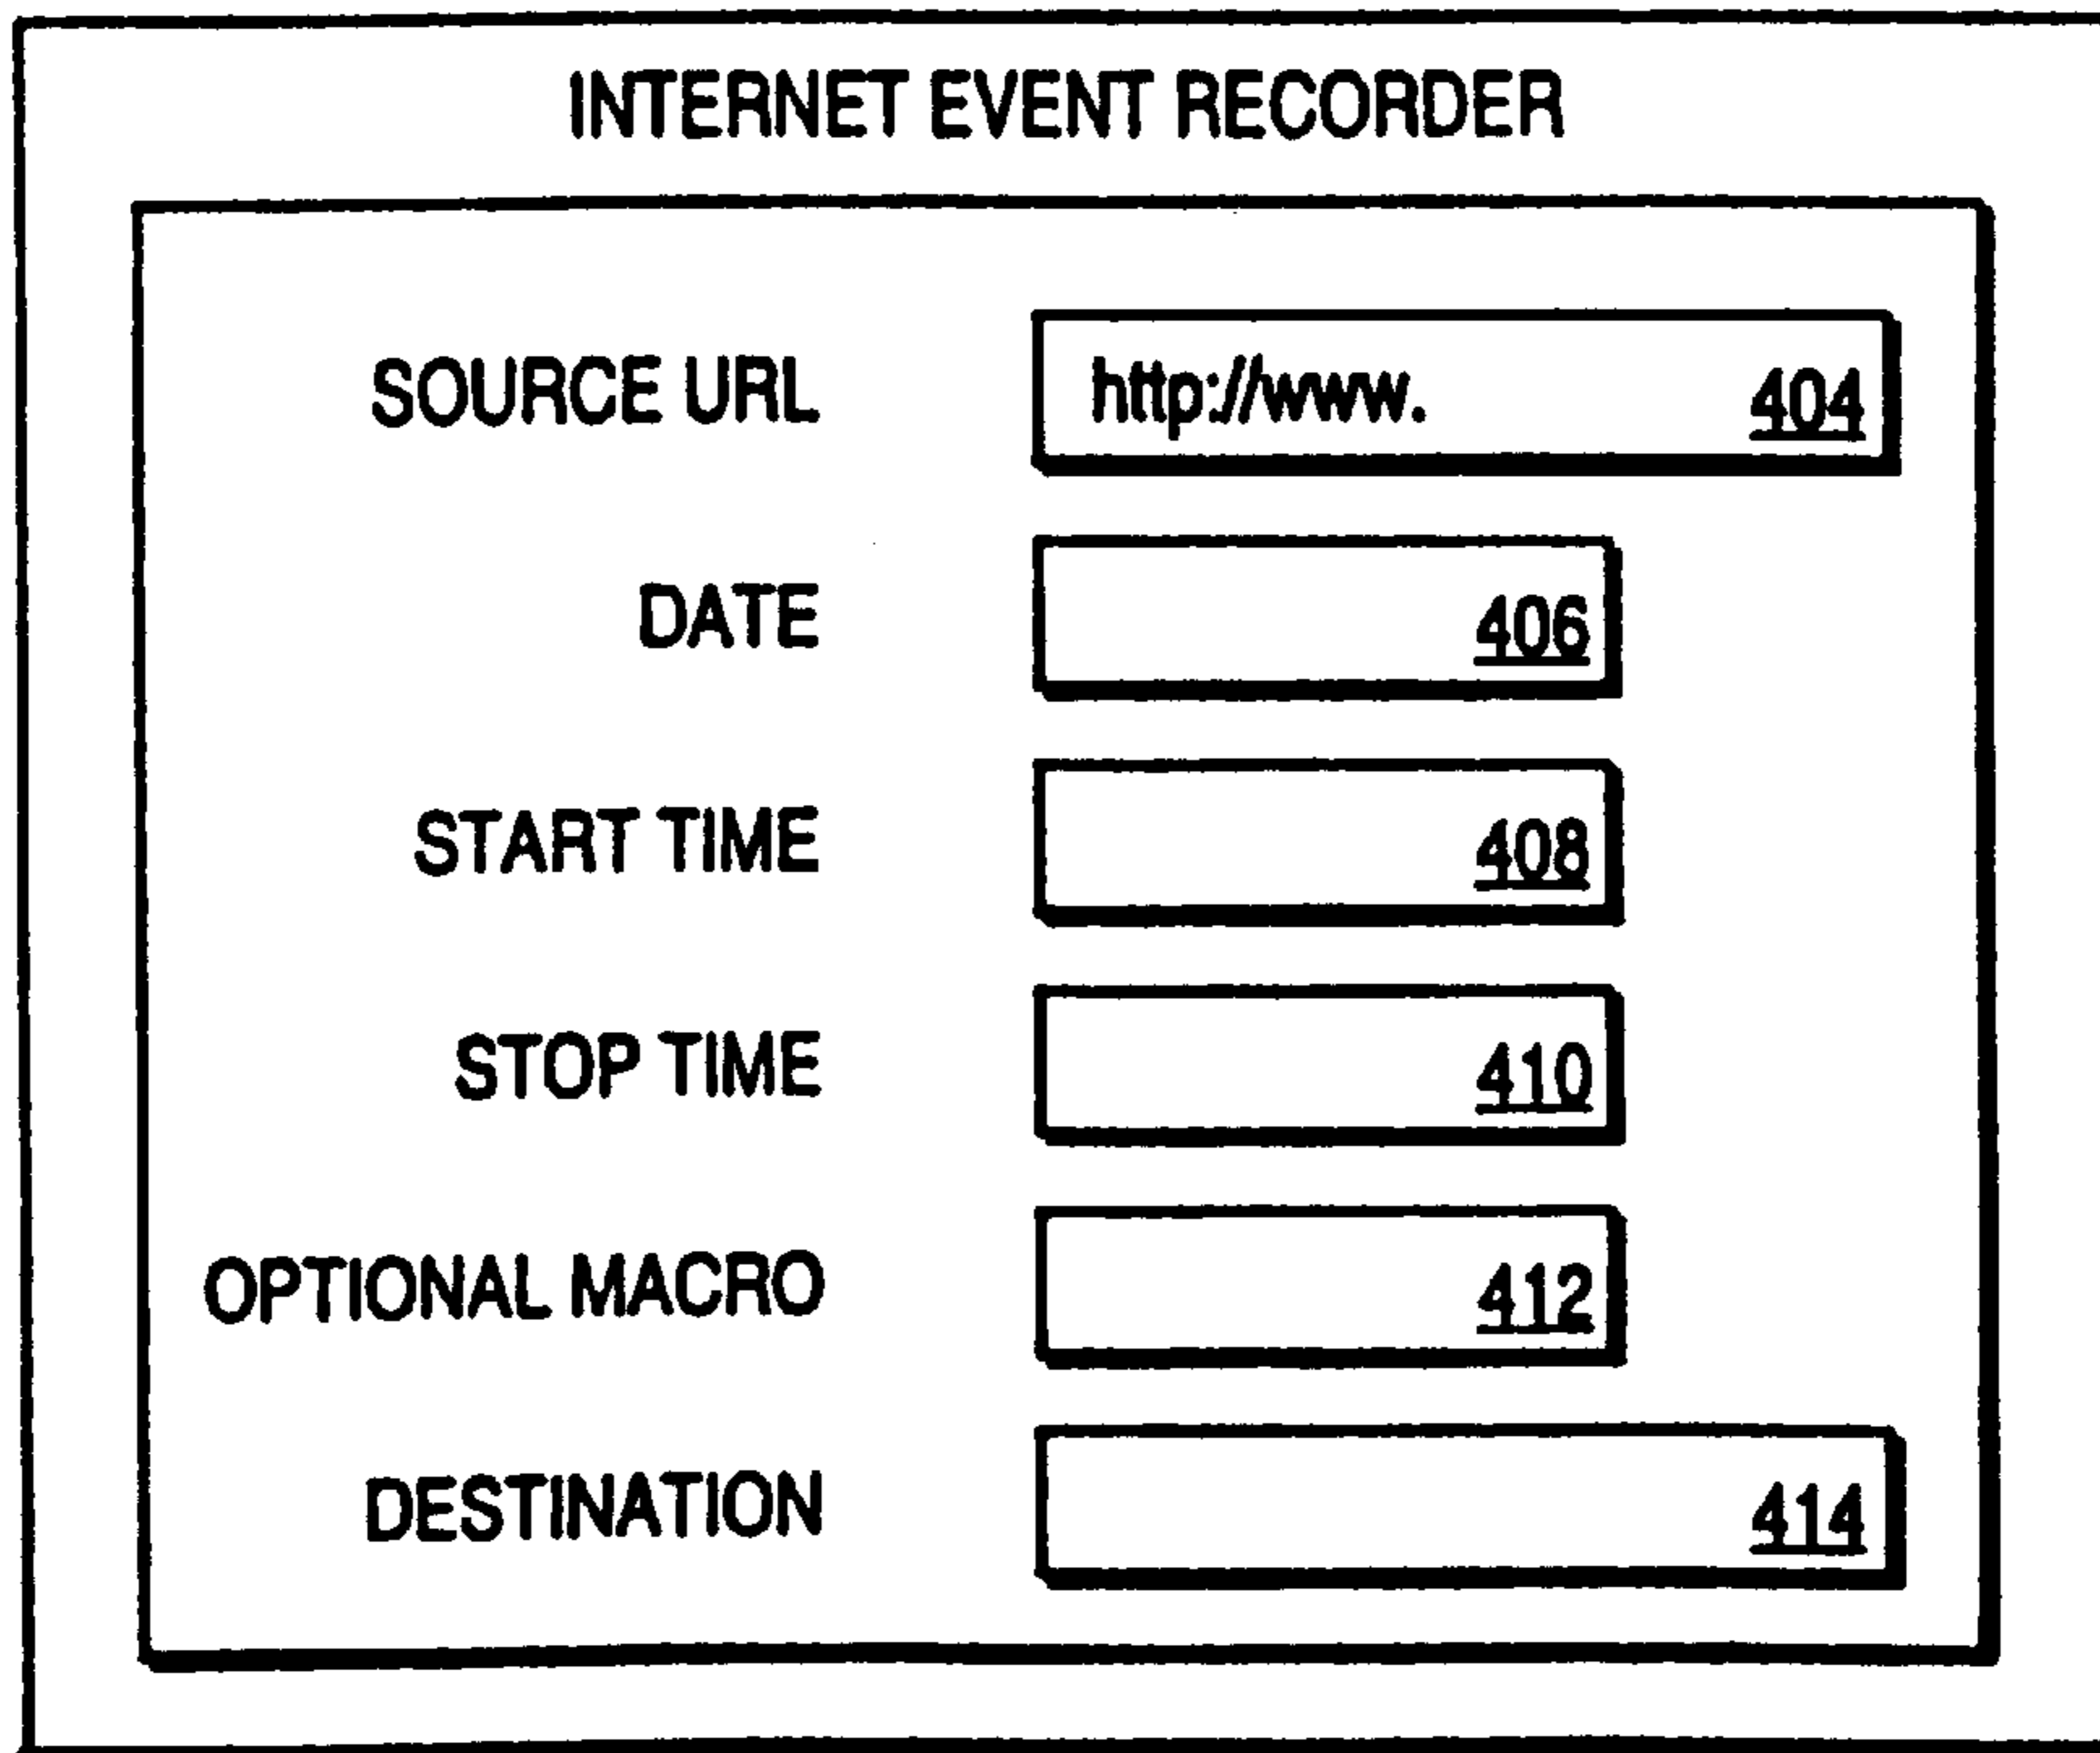 INTERNET EVENT RECORDER
SOURCE URL http://www. 404
DATE 406
START TIME 408
STOP TIME 410
OPTIONAL MACRO 412
DESTINATION 414